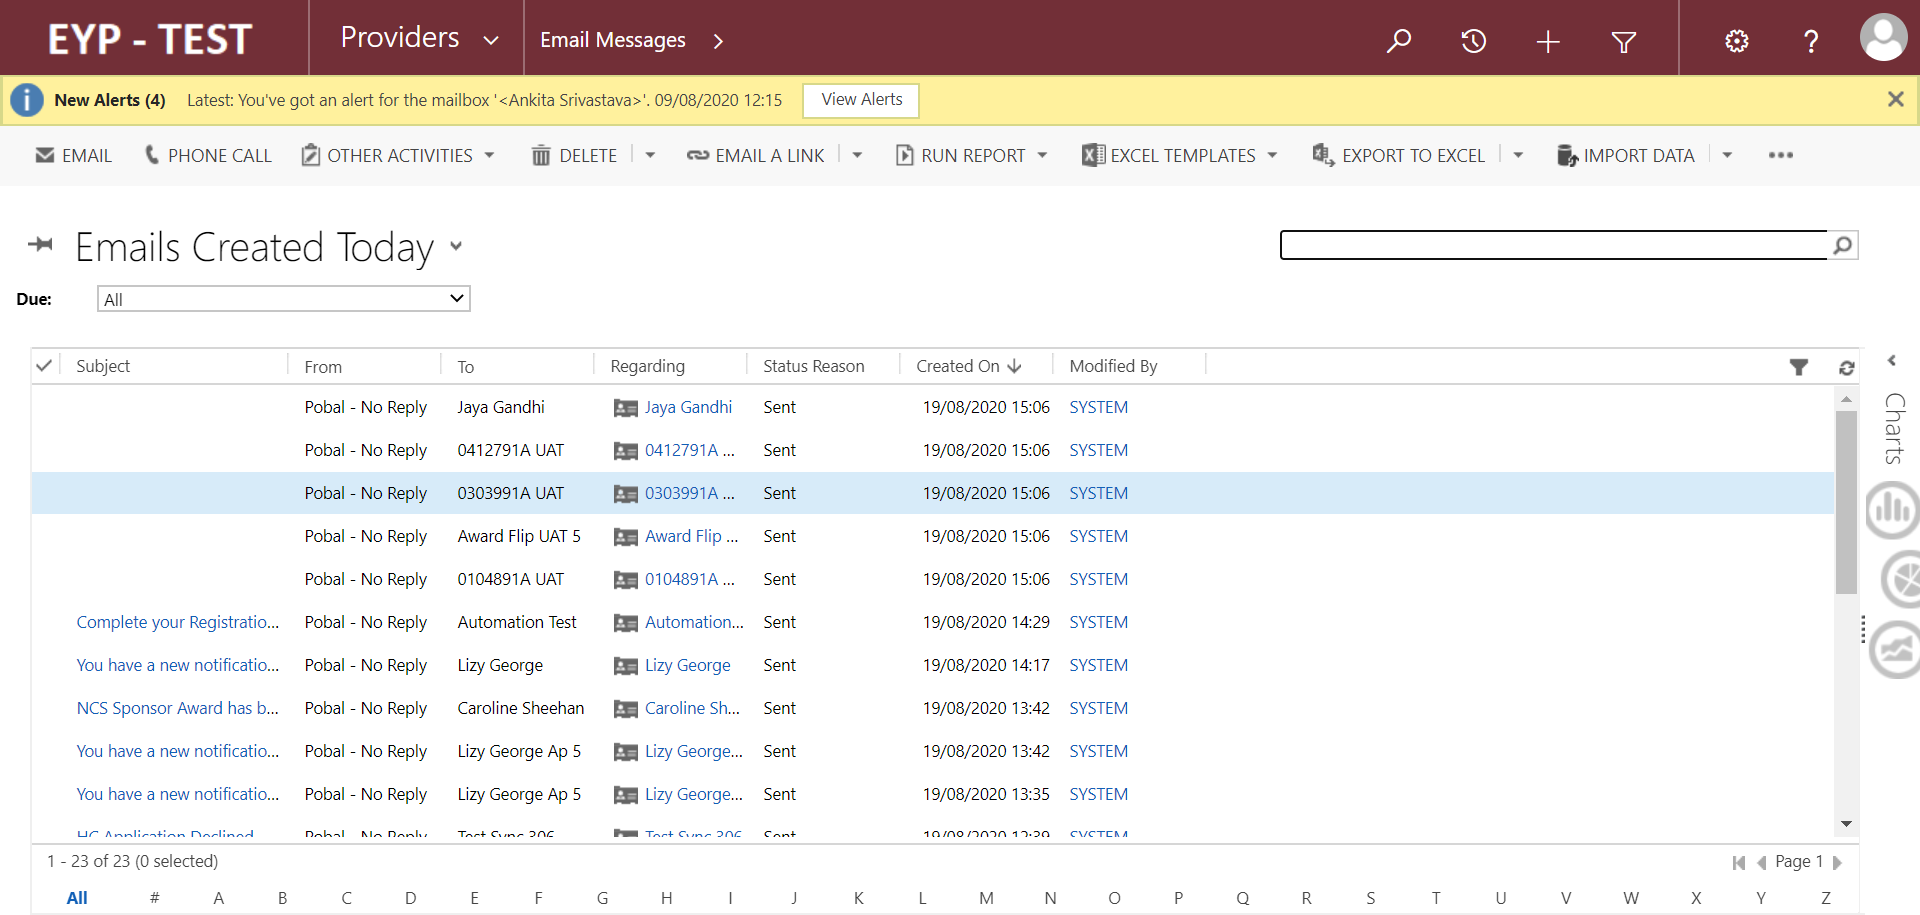 EYP - TEST Providers Email Messages ?
New Alerts (4) Latest: You've got an alert for the mailbox '<Ankita Srivastava>'. 09/08/2020 12:15 View Alerts
EMAIL PHONE CALL OTHER ACTIVITIES DELETE EMAIL A LINK RUN REPORT EXCEL TEMPLATES EXPORT TO EXCEL IMPORT DATA
Emails Created Today
Due: All
Subject From To Regarding Status Reason Created On Modified By
Pobal - No Reply Jaya Gandhi Jaya Gandhi Sent 19/08/2020 15:06 SYSTEM
Pobal - No Reply 0412791A UAT 0412791A ... Sent 19/08/2020 15:06 SYSTEM
Pobal - No Reply 0303991A UAT 0303991A ... Sent 19/08/2020 15:06 SYSTEM
Pobal - No Reply Award Flip UAT 5 Award Flip ... Sent 19/08/2020 15:06 SYSTEM
Pobal - No Reply 0104891A UAT 0104891A ... Sent 19/08/2020 15:06 SYSTEM
Complete your Registratio... Pobal - No Reply Automation Test Automation... Sent 19/08/2020 14:29 SYSTEM
You have a new notificatio... Pobal - No Reply Lizy George Lizy George Sent 19/08/2020 14:17 SYSTEM
NCS Sponsor Award has b... Pobal - No Reply Caroline Sheehan Caroline Sh... Sent 19/08/2020 13:42 SYSTEM
You have a new notificatio... Pobal - No Reply Lizy George Ap 5 Lizy George... Sent 19/08/2020 13:42 SYSTEM
You have a new notificatio... Pobal - No Reply Lizy George Ap 5 Lizy George... Sent 19/08/2020 13:35 SYSTEM
HC Application Declined Pobal - No Reply Test Sync 306 Test Sync 306 Sent 19/08/2020 12:39 SYSTEM
Charts
1 - 23 of 23 (0 selected) Page 1
All # A B C D E F G H I J K L M N O P Q R S T U V W X Y Z